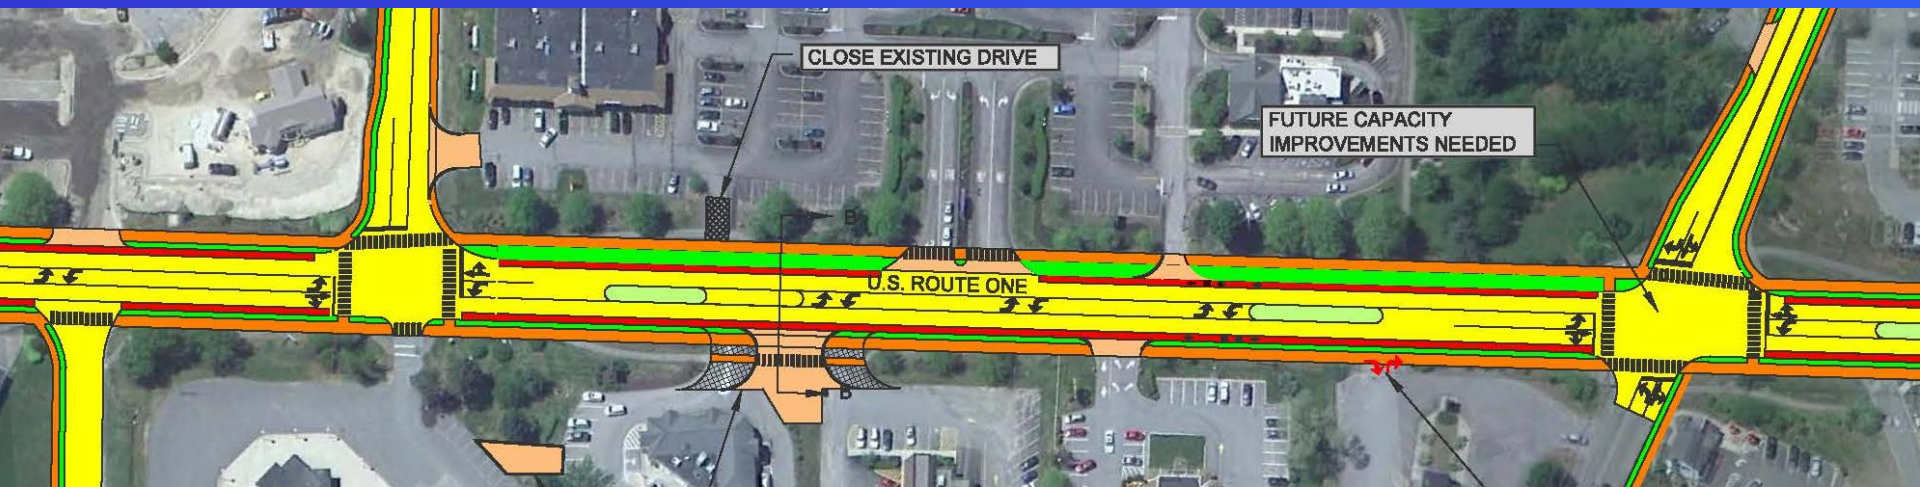 CLOSE EXISTING DRIVE
FUTURE CAPACITY
IMPROVEMENTS NEEDED
B
U.S. ROUTE ONE
B